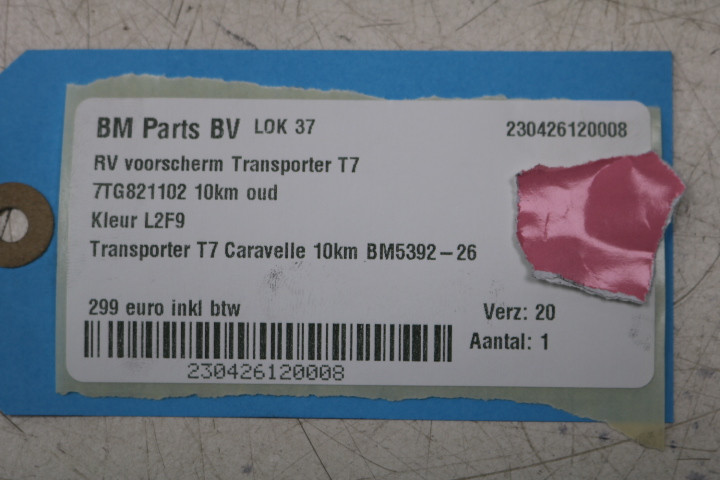 BM Parts BV LOK 37 230426120008
RV voorscherm Transporter T7
7TG821102 10km oud
Kleur L2F9
Transporter T7 Caravelle 10km BM5392-26
299 euro inkl btw Verz: 20
Aantal: 1
230426120008